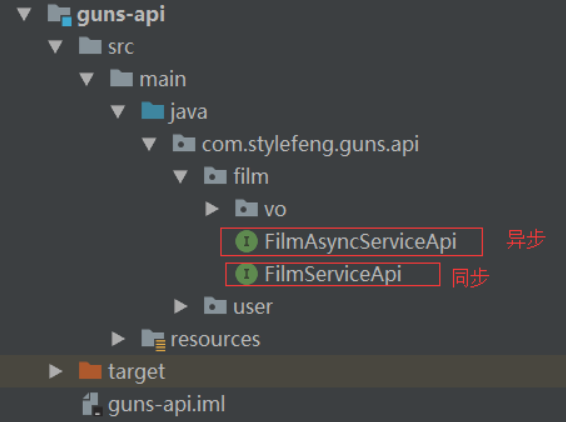 guns-api
src
main
java
com.stylefeng.guns.api
film
vo
FilmAsyncServiceApi 异步
FilmServiceApi 同步
user
resources
target
guns-api.iml